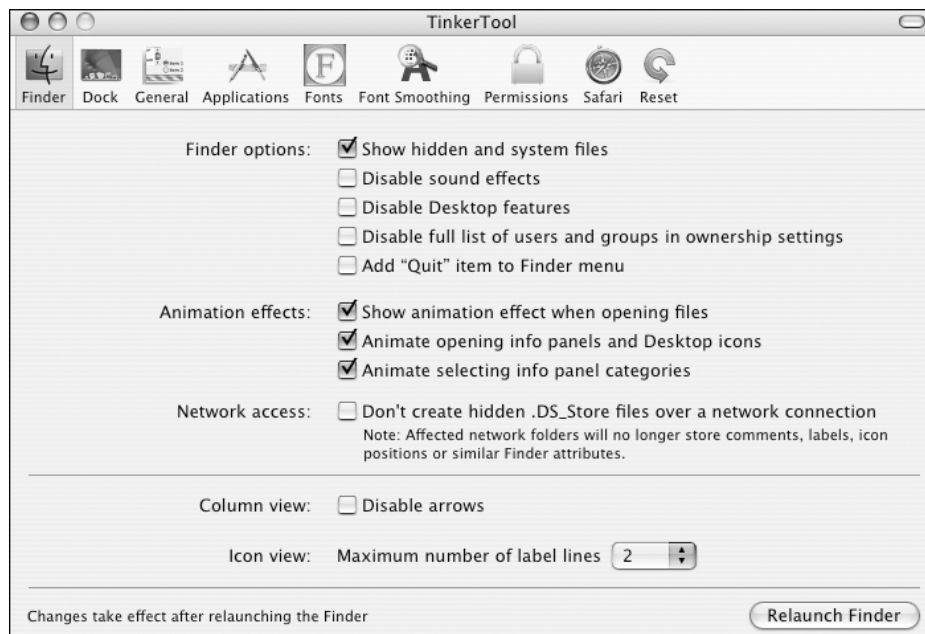 TinkerTool
Finder Dock General Applications Fonts Font Smoothing Permissions Safari Reset
Finder options: Show hidden and system files
Disable sound effects
Disable Desktop features
Disable full list of users and groups in ownership settings
Add “Quit” item to Finder menu
Animation effects: Show animation effect when opening files
Animate opening info panels and Desktop icons
Animate selecting info panel categories
Network access: Don't create hidden .DS_Store files over a network connection
Note: Affected network folders will no longer store comments, labels, icon
positions or similar Finder attributes.
Column view: Disable arrows
Icon view: Maximum number of label lines 2
Changes take effect after relaunching the Finder Relaunch Finder